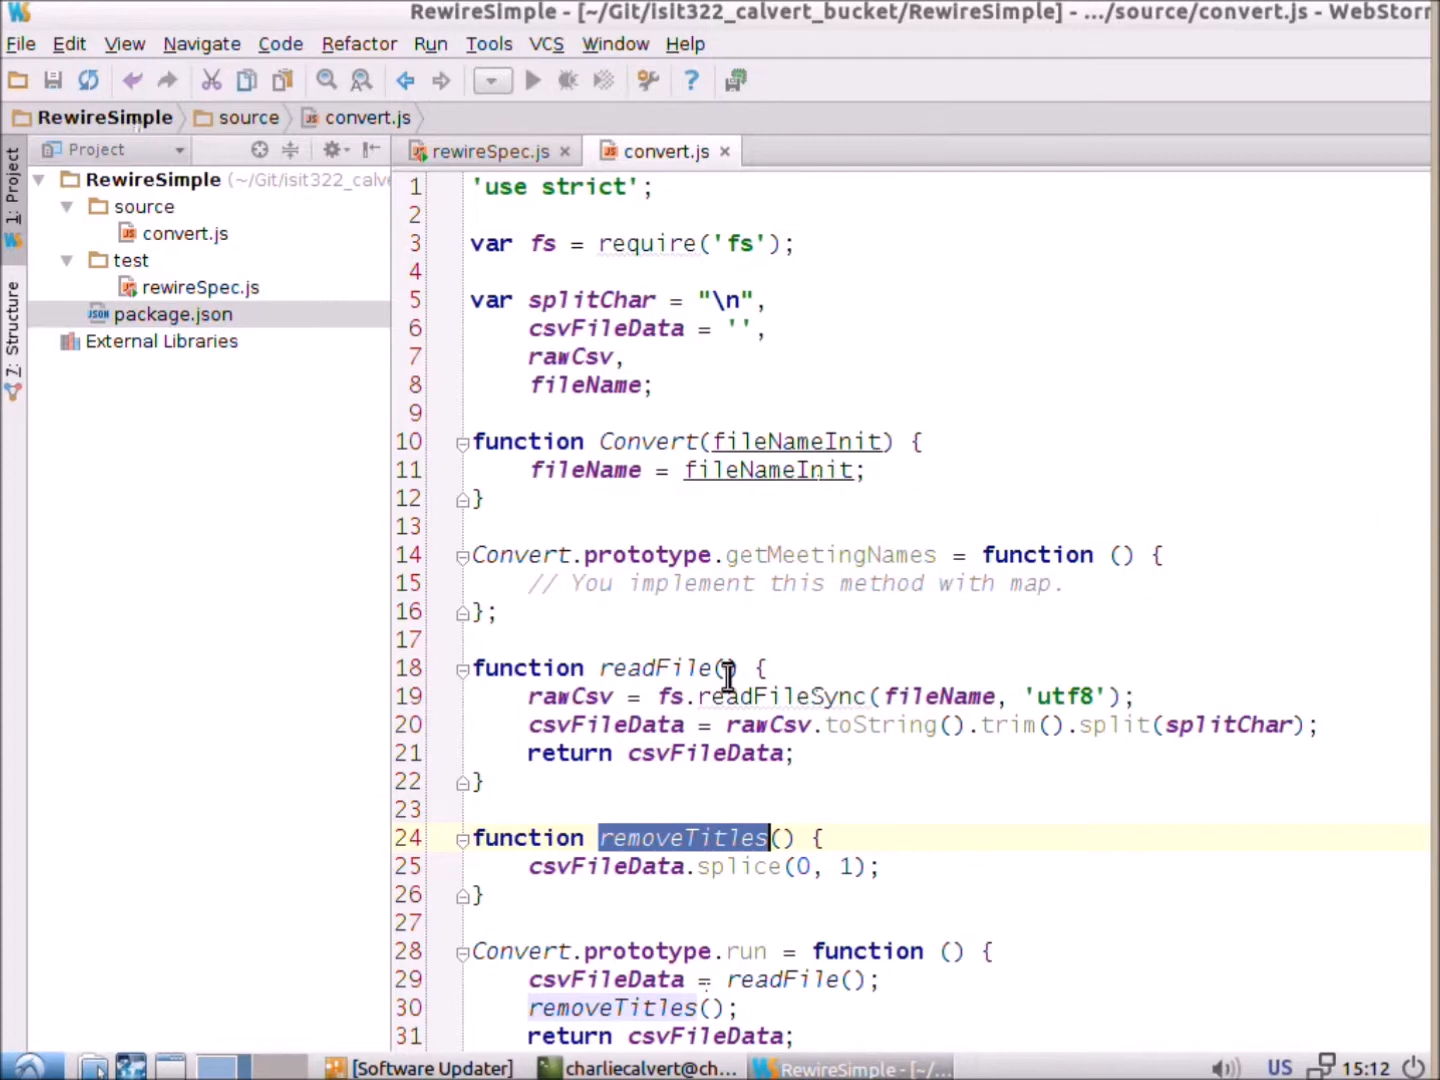 RewireSimple - [~/Git/isit322_calvert_bucket/RewireSimple] - .../source/convert.js - WebStorm
File Edit View Navigate Code Refactor Run Tools VCS Window Help
RewireSimple source convert.js
Project rewireSpec.js convert.js
1: Project
7: Structure
RewireSimple (~/Git/isit322_calve
source
convert.js
test
rewireSpec.js
package.json
External Libraries
1 'use strict';
2
3 var fs = require('fs');
4
5 var splitChar = "\n",
6 csvFileData = '',
7 rawCsv,
8 fileName;
9
10 function Convert(fileNameInit) {
11 fileName = fileNameInit;
12 }
13
14 Convert.prototype.getMeetingNames = function () {
15 // You implement this method with map.
16 };
17
18 function readFile() {
19 rawCsv = fs.readFileSync(fileName, 'utf8');
20 csvFileData = rawCsv.toString().trim().split(splitChar);
21 return csvFileData;
22 }
23
24 function removeTitles() {
25 csvFileData.splice(0, 1);
26 }
27
28 Convert.prototype.run = function () {
29 csvFileData = readFile();
30 removeTitles();
31 return csvFileData;
[Software Updater] charliecalvert@ch... RewireSimple - [~/... US 15:12